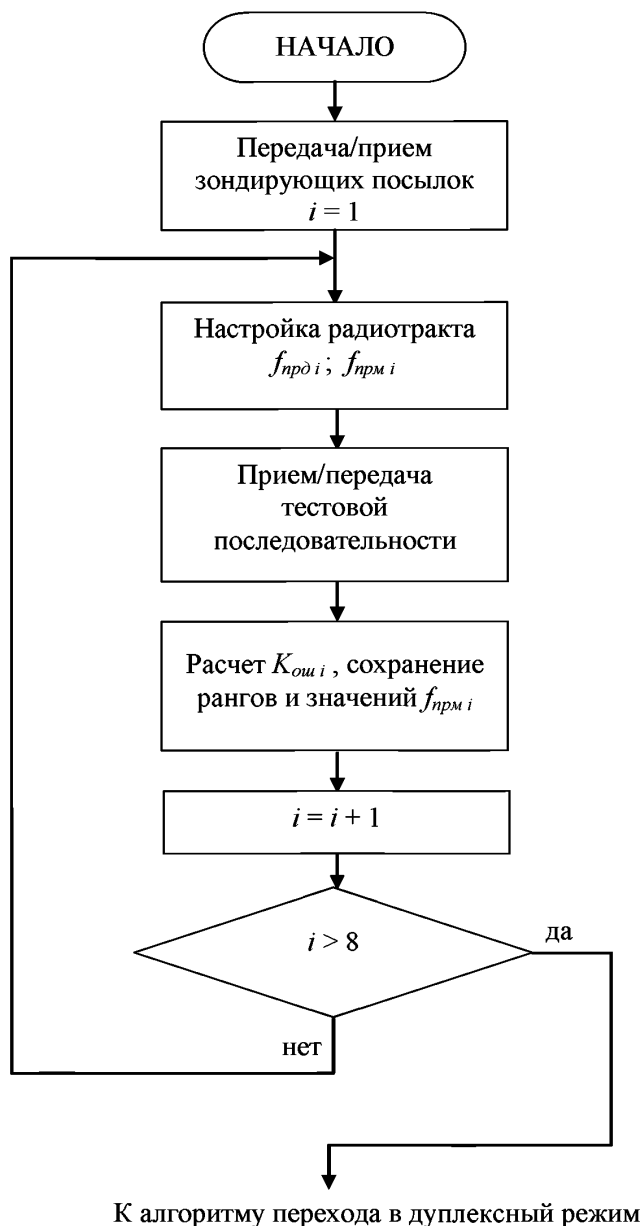 НАЧАЛО
Передача/прием
зондирующих посылок
i = 1
Настройка радиотракта
fпрд i ; fпрм i
Прием/передача
тестовой
последовательности
Расчет Kош i , сохранение
рангов и значений fпрм i
i = i + 1
i > 8
да
нет
К алгоритму перехода в дуплексный режим